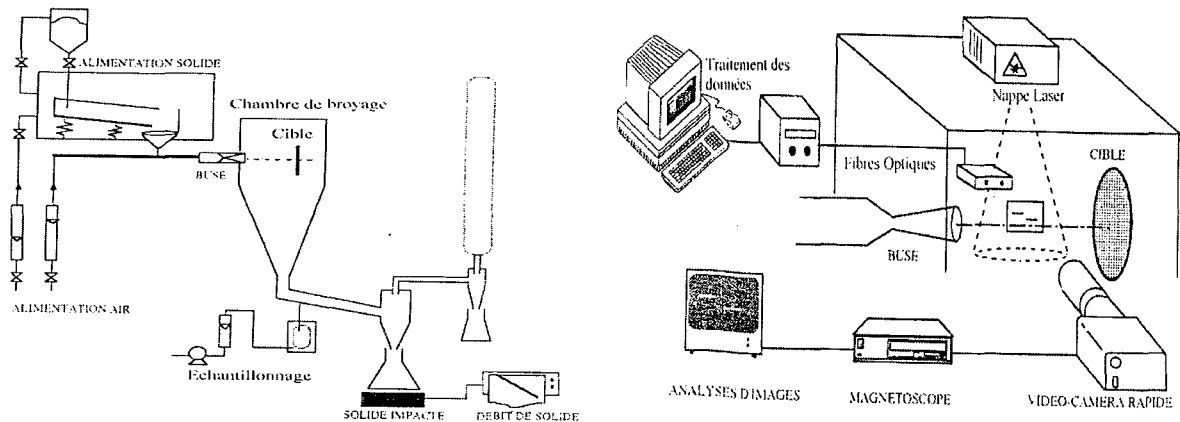 ALIMENTATION SOLIDE
Chambre de broyage
Cible
BUSE
ALIMENTATION AIR
Echantillonnage
SOLIDE IMPACTE
DEBIT DE SOLIDE
Traitement des
données
Nappe Laser
Fibres Optiques
CIBLE
BUSE
ANALYSES D'IMAGES
MAGNETOSCOPE
VIDEO-CAMERA RAPIDE